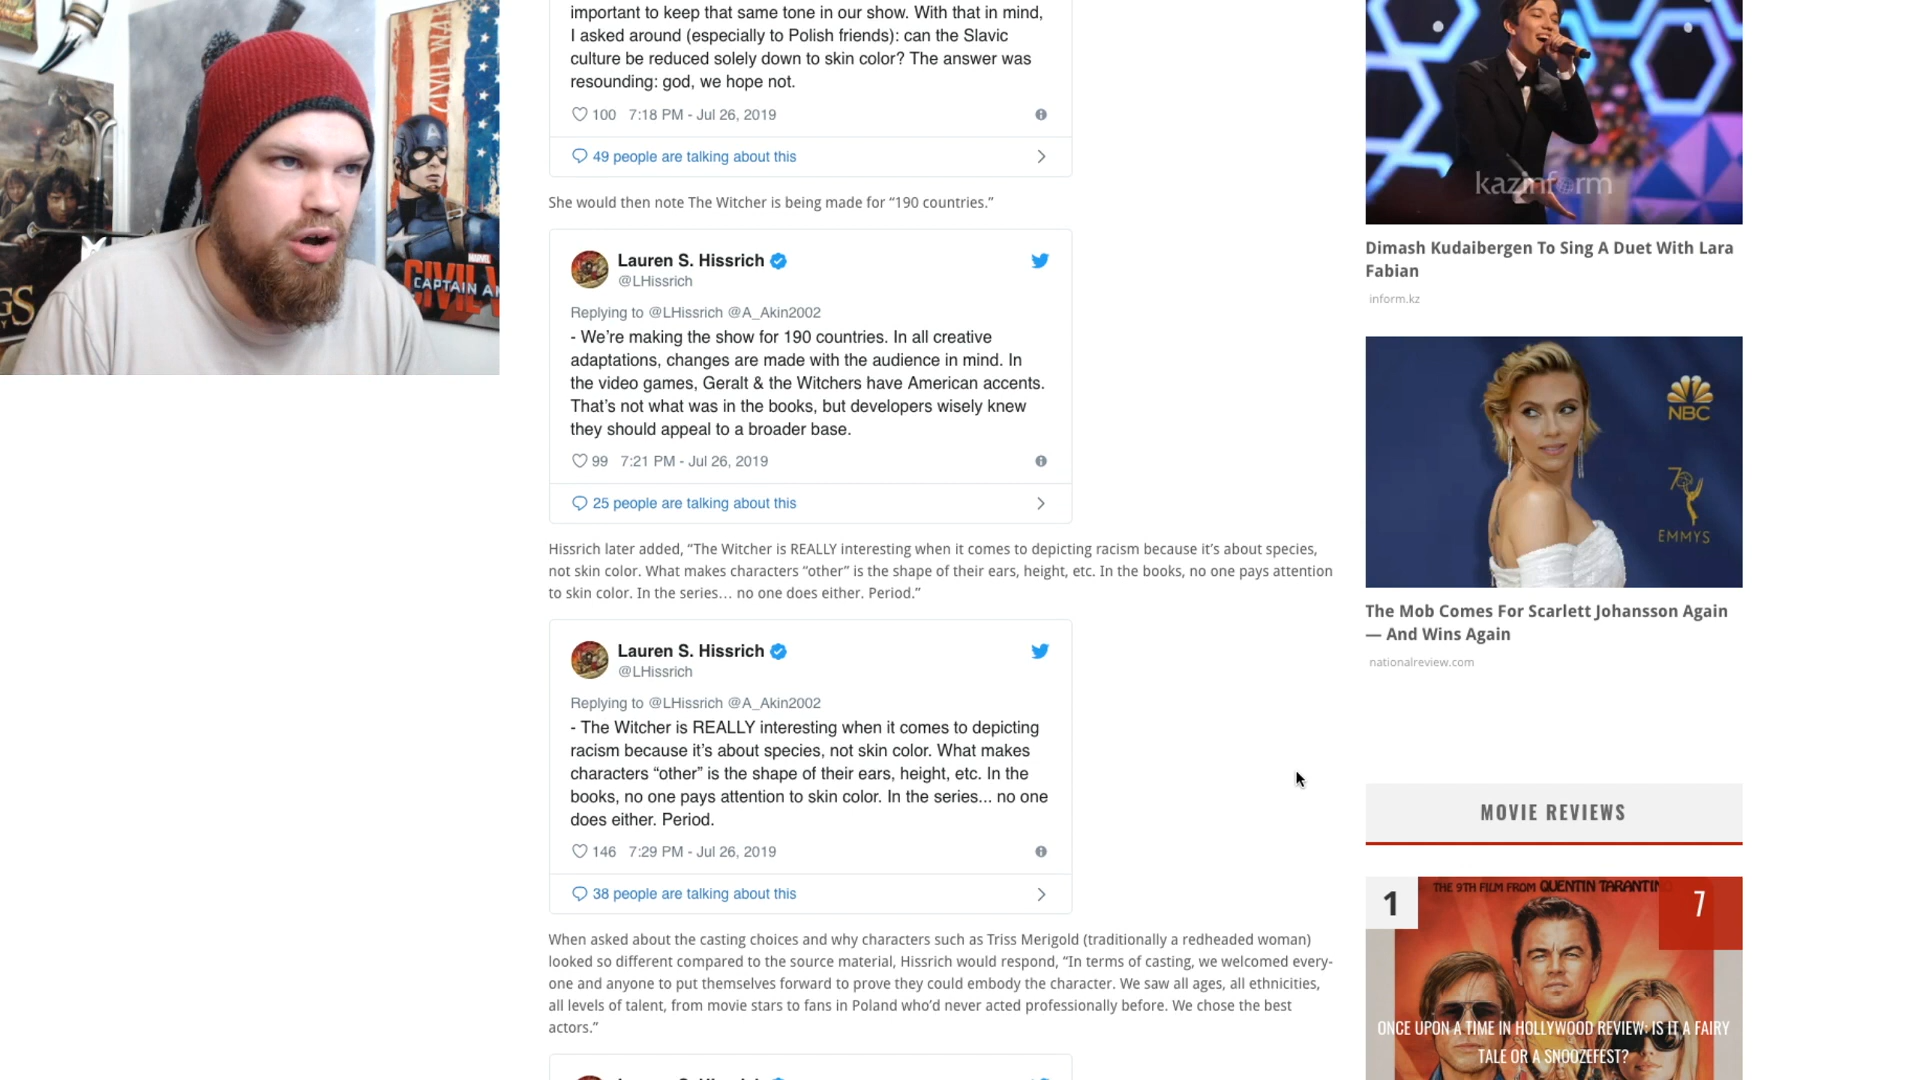 important to keep that same tone in our show. With that in mind,
I asked around (especially to Polish friends): can the Slavic
culture be reduced solely down to skin color? The answer was
resounding: god, we hope not.
100 7:18 PM - Jul 26, 2019
49 people are talking about this
She would then note The Witcher is being made for “190 countries.”
Lauren S. Hissrich
@LHissrich
Replying to @LHissrich @A_Akin2002
- We’re making the show for 190 countries. In all creative
adaptations, changes are made with the audience in mind. In
the video games, Geralt & the Witchers have American accents.
That’s not what was in the books, but developers wisely knew
they should appeal to a broader base.
99 7:21 PM - Jul 26, 2019
25 people are talking about this
Hissrich later added, “The Witcher is REALLY interesting when it comes to depicting racism because it’s about species,
not skin color. What makes characters “other” is the shape of their ears, height, etc. In the books, no one pays attention
to skin color. In the series… no one does either. Period.”
Lauren S. Hissrich
@LHissrich
Replying to @LHissrich @A_Akin2002
- The Witcher is REALLY interesting when it comes to depicting
racism because it’s about species, not skin color. What makes
characters “other” is the shape of their ears, height, etc. In the
books, no one pays attention to skin color. In the series... no one
does either. Period.
146 7:29 PM - Jul 26, 2019
38 people are talking about this
When asked about the casting choices and why characters such as Triss Merigold (traditionally a redheaded woman)
looked so different compared to the source material, Hissrich would respond, “In terms of casting, we welcomed every-
one and anyone to put themselves forward to prove they could embody the character. We saw all ages, all ethnicities,
all levels of talent, from movie stars to fans in Poland who’d never acted professionally before. We chose the best
actors.”
kazinform
Dimash Kudaibergen To Sing A Duet With Lara
Fabian
inform.kz
NBC
70
EMMYS
The Mob Comes For Scarlett Johansson Again
— And Wins Again
nationalreview.com
MOVIE REVIEWS
1
THE 9TH FILM FROM QUENTIN TARANTIN
7
ONCE UPON A TIME IN HOLLYWOOD REVIEW: IS IT A FAIRY
TALE OR A SNOOZEFEST?
CIVIL WAR
GS
MARVEL
CAPTAIN A
CIVIL